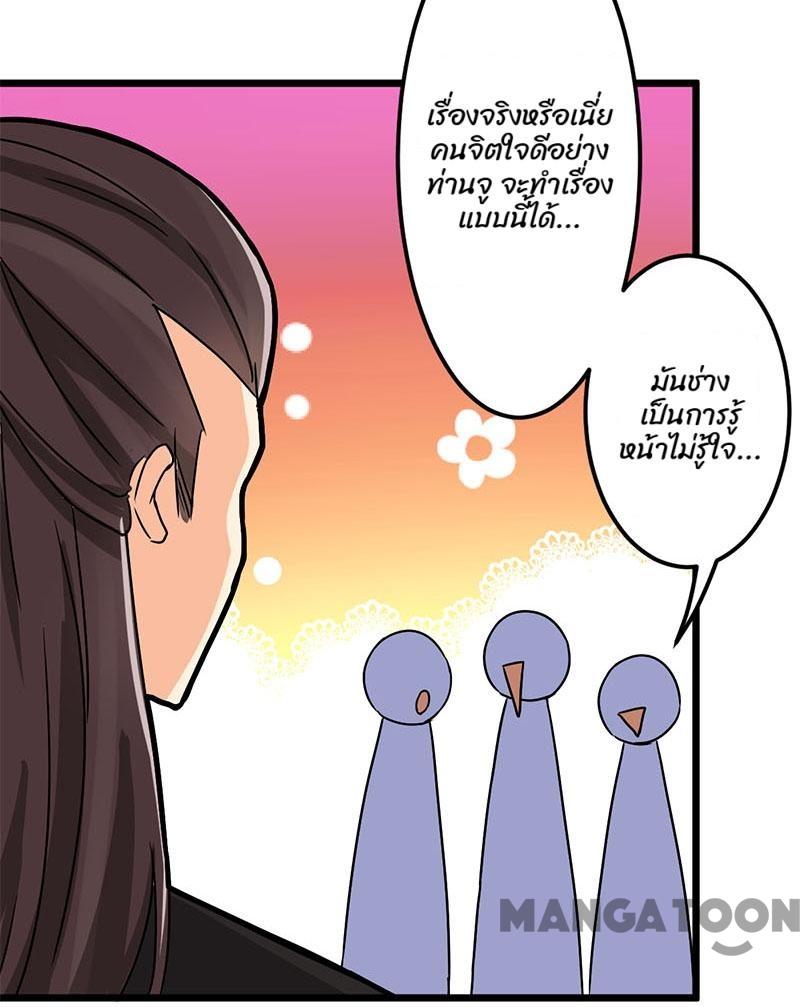 เรื่องจริงหรือเนี่ย
คนจิตใจดีอย่าง
ท่านจู จะทำเรื่อง
แบบนี้ได้...
มันช่าง
เป็นการรู้
หน้าไม่รู้ใจ...
MANGATOON